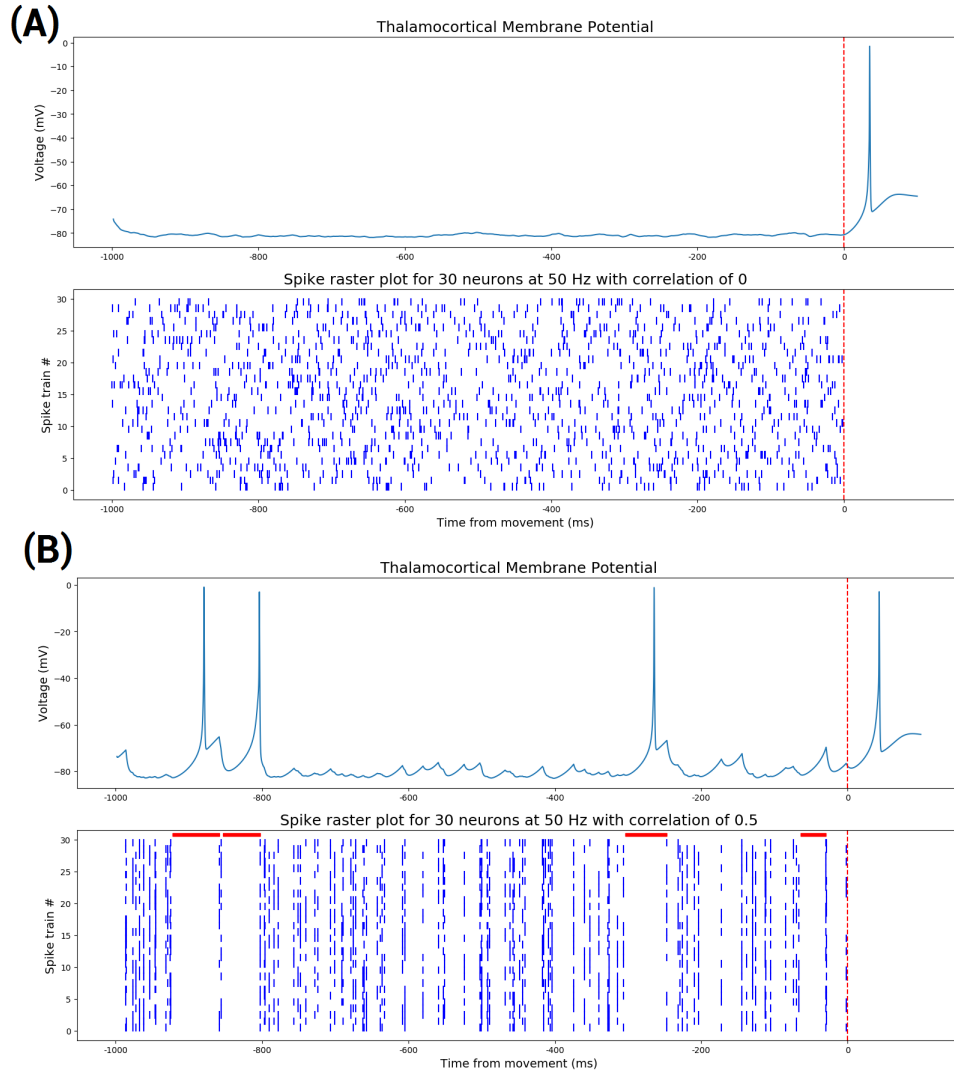 (A)
Thalamocortical Membrane Potential
Voltage (mV)
0
−10
−20
−30
−40
−50
−60
−70
−80
-1000 -800 -600 -400 -200 0
Spike raster plot for 30 neurons at 50 Hz with correlation of 0
Spike train #
30
25
20
15
10
5
0
-1000 -800 -600 -400 -200 0
Time from movement (ms)
(B)
Thalamocortical Membrane Potential
Voltage (mV)
0
−20
−40
−60
−80
-1000 -800 -600 -400 -200 0
Spike raster plot for 30 neurons at 50 Hz with correlation of 0.5
Spike train #
30
25
20
15
10
5
0
-1000 -800 -600 -400 -200 0
Time from movement (ms)